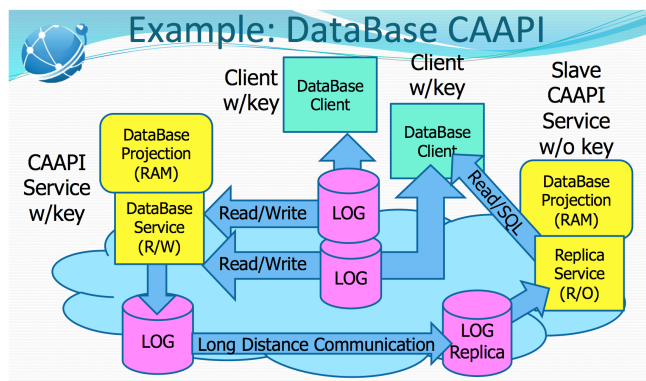 Example: DataBase CAAPI
Client
w/key
DataBase
Client
Client
w/key
DataBase
Client
Slave
CAAPI
Service
w/o key
CAAPI
Service
w/key
DataBase
Projection
(RAM)
DataBase
Service
(R/W)
Read/Write
LOG
Read/Write
LOG
Read/SQL
DataBase
Projection
(RAM)
Replica
Service
(R/O)
LOG
Long Distance Communication
LOG
Replica